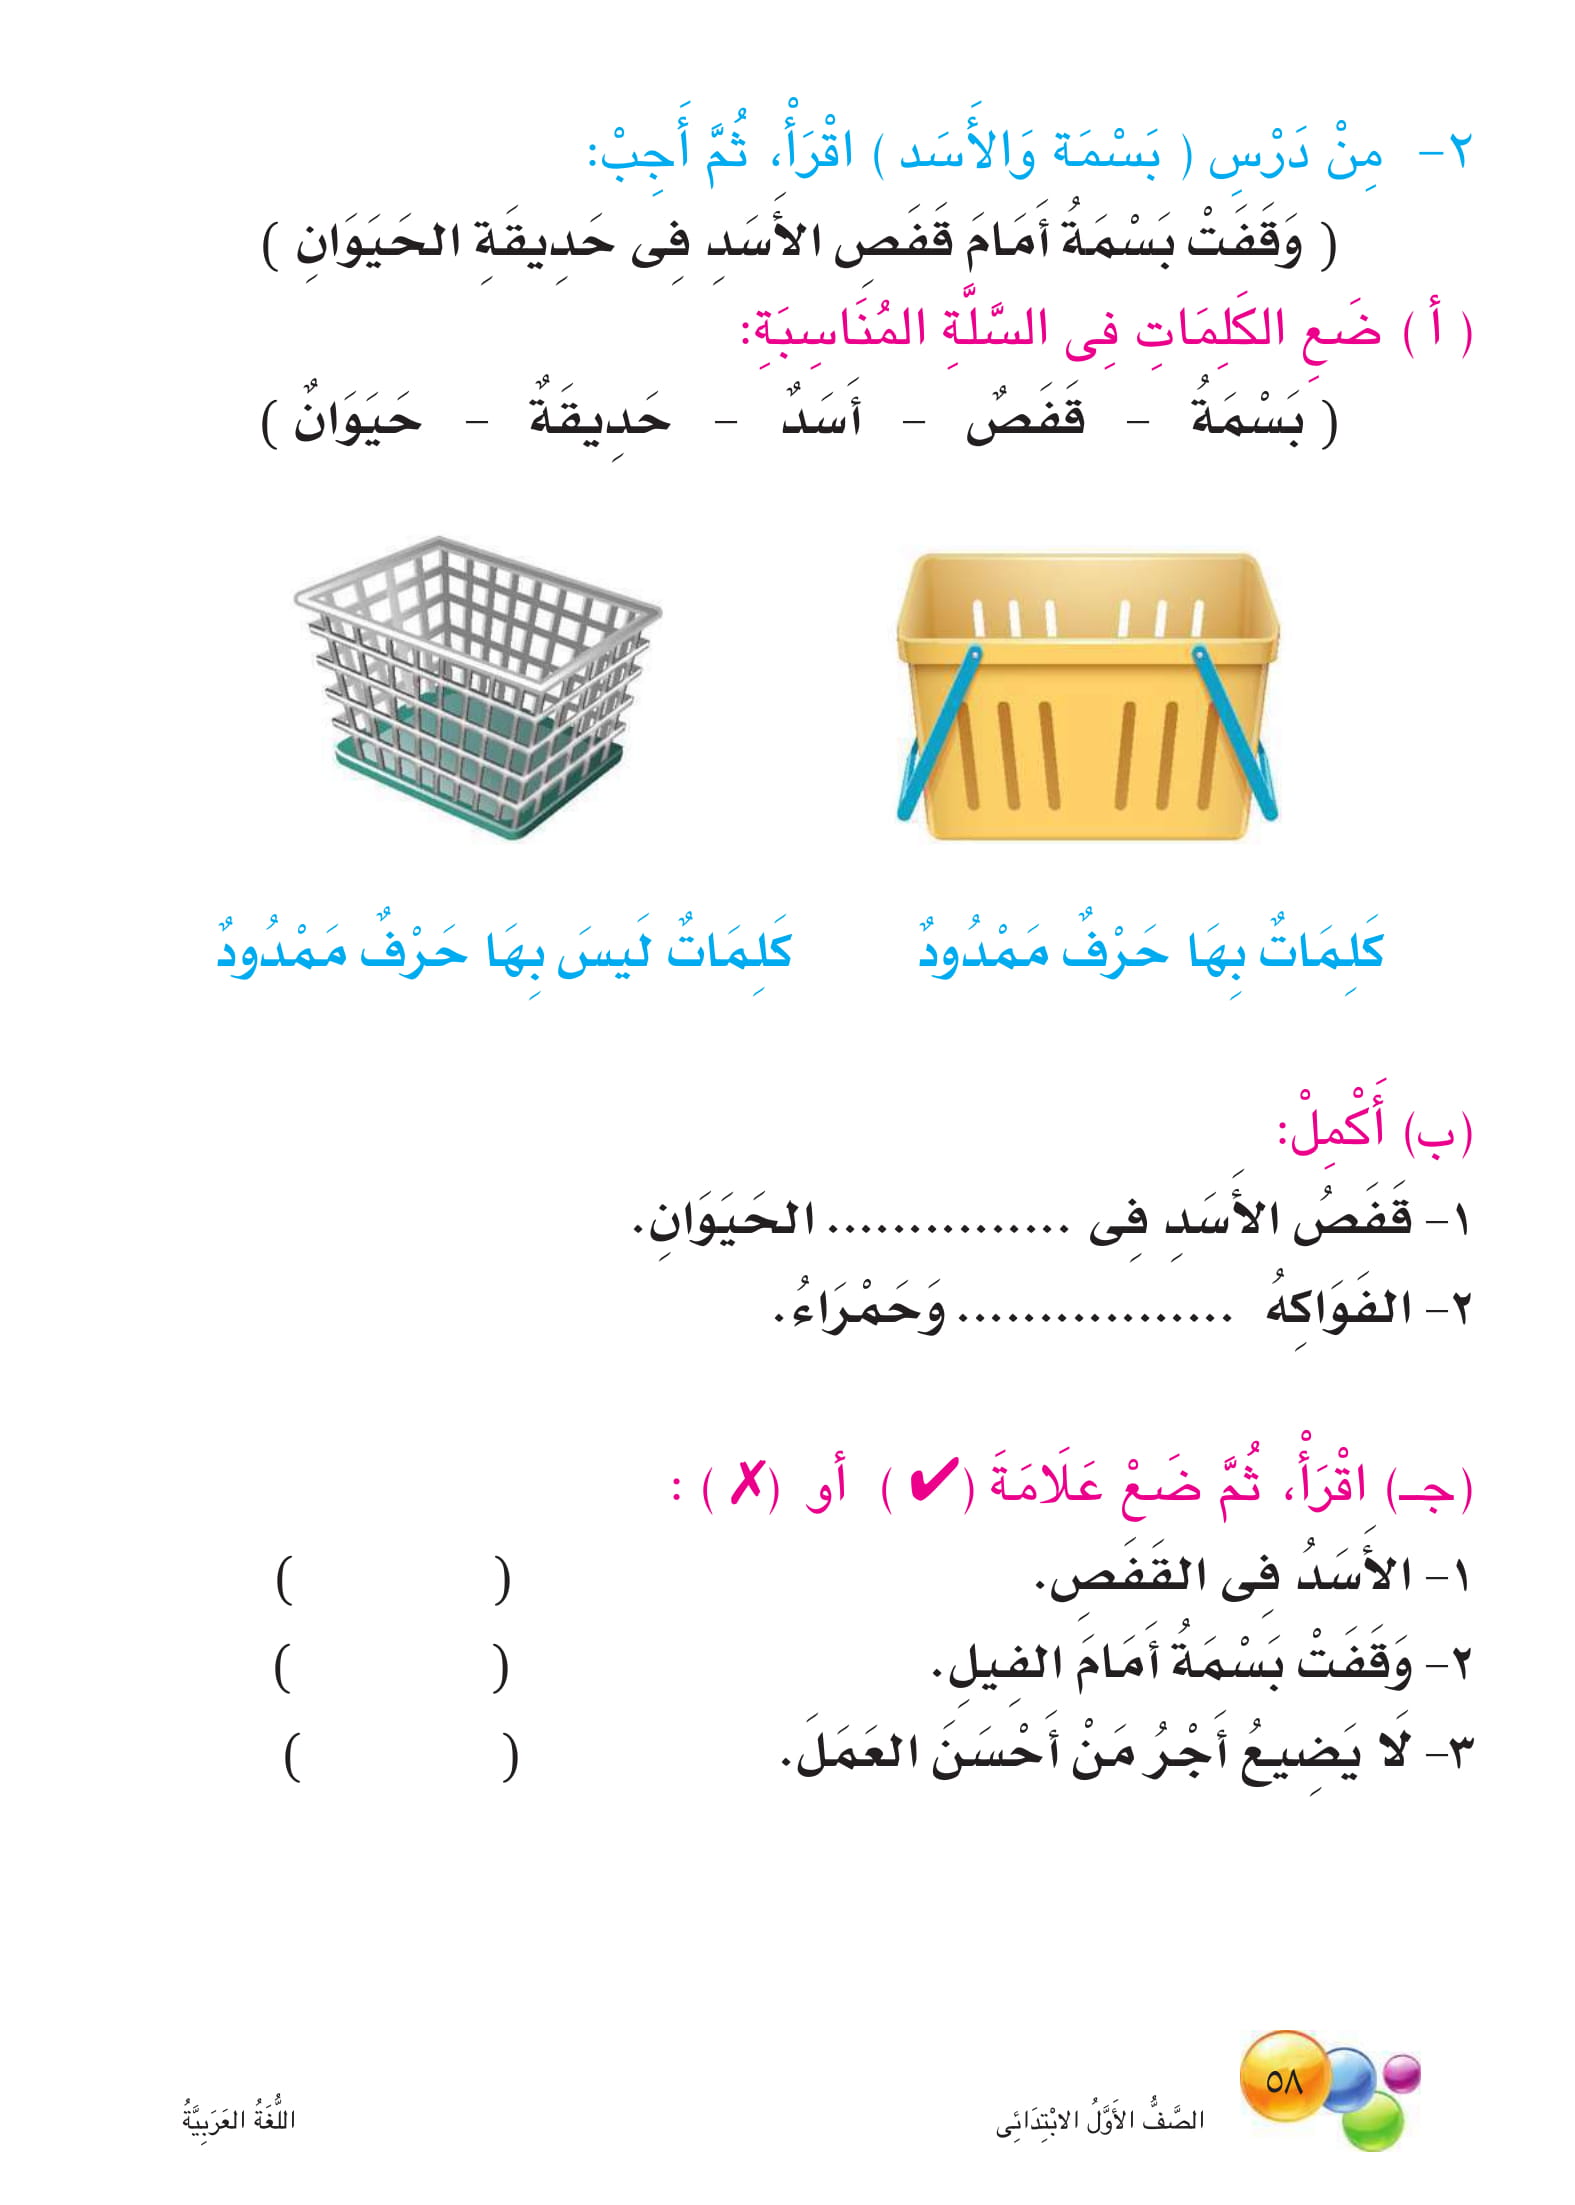 ٢- مِنْ دَرْسِ ( بَسْمَة وَالأَسَد ) اقْرَأْ، ثُمَّ أَجِبْ:
( وَقَفَتْ بَسْمَةُ أَمَامَ قَفَصِ الأَسَدِ فِى حَدِيقَةِ الحَيَوَانِ )
( أ ) ضَعِ الكَلِمَاتِ فِى السَّلَّةِ المُنَاسِبَةِ:
( بَسْمَةُ - قَفَصٌ - أَسَدٌ - حَدِيقَةٌ - حَيَوَانٌ )
كَلِمَاتٌ بِهَا حَرْفٌ مَمْدُودٌ
كَلِمَاتٌ لَيسَ بِهَا حَرْفٌ مَمْدُودٌ
(ب) أَكْمِلْ:
١- قَفَصُ الأَسَدِ فِى ............... الحَيَوَانِ.
٢- الفَوَاكِهُ ................. وَحَمْرَاءُ.
(جـ) اقْرَأْ، ثُمَّ ضَعْ عَلَامَةَ (✔) أو (✗) :
١- الأَسَدُ فِى القَفَصِ. ( )
٢- وَقَفَتْ بَسْمَةُ أَمَامَ الفِيلِ. ( )
٣- لَا يَضِيعُ أَجْرُ مَنْ أَحْسَنَ العَمَلَ. ( )
٥٨
الصَّفُّ الأَوَّلُ الابْتِدَائِى
اللُّغَةُ العَرَبِيَّةُ